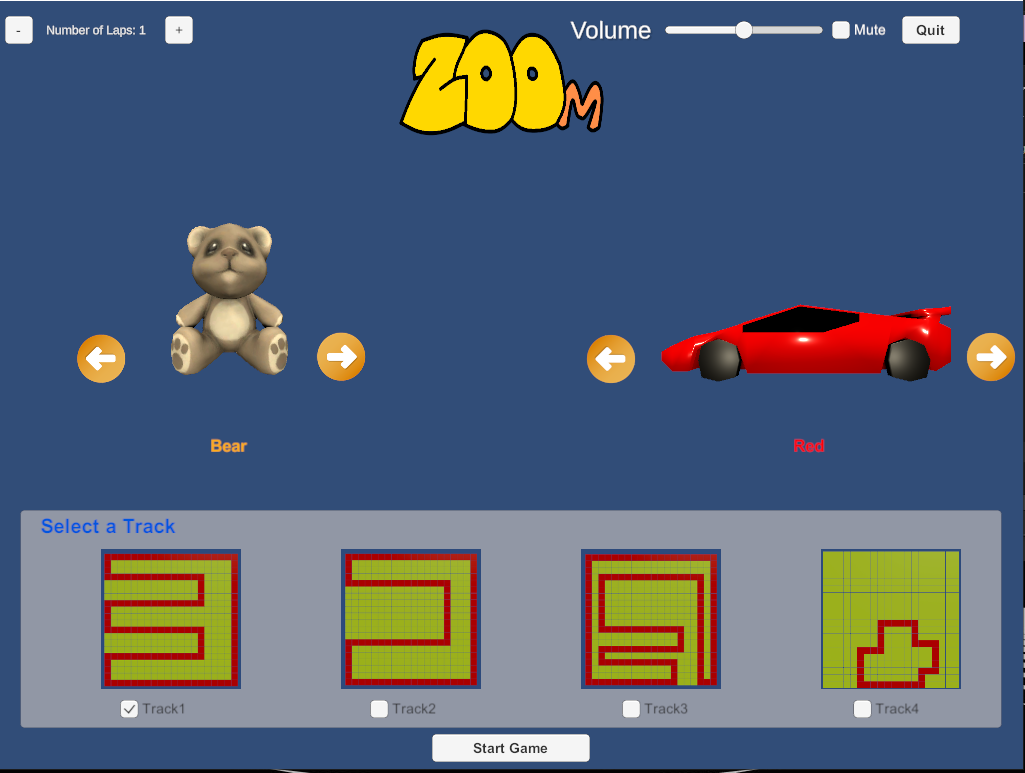 -
Number of Laps: 1
+
Volume
Mute
Quit
ZOOM
Bear
Red
Select a Track
Track1
Track2
Track3
Track4
Start Game